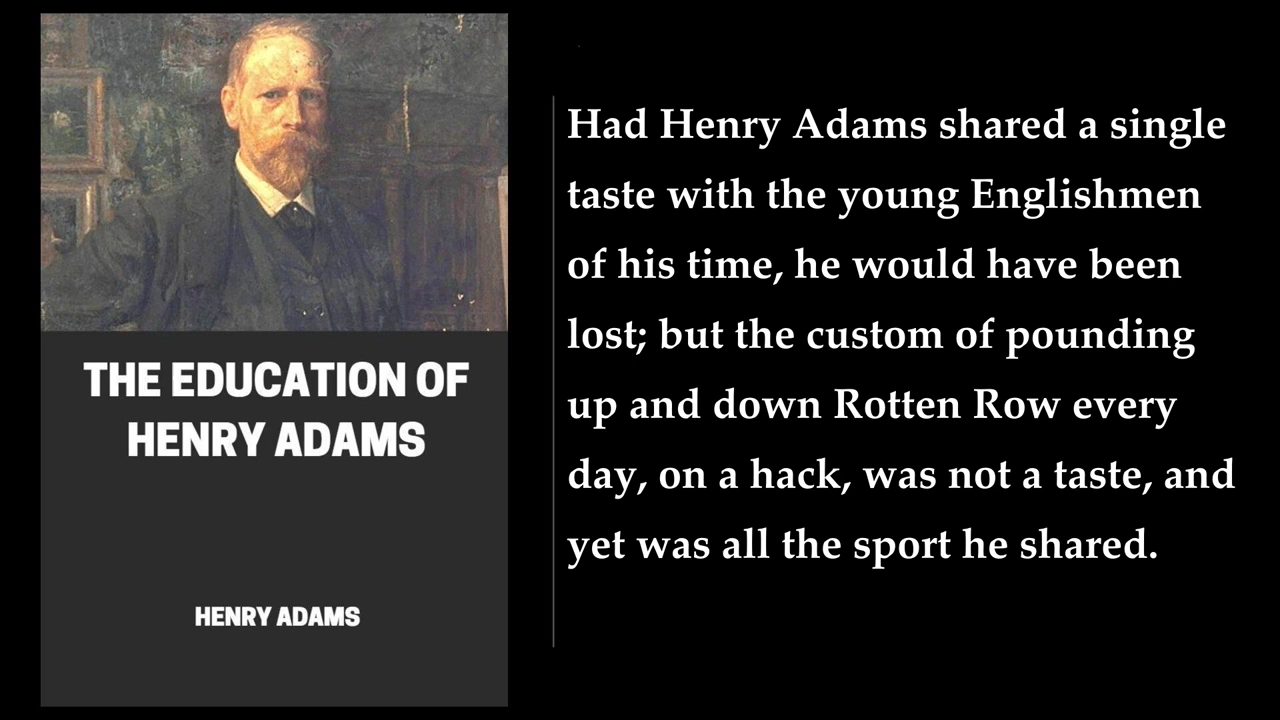 THE EDUCATION OF
HENRY ADAMS
HENRY ADAMS
Had Henry Adams shared a single
taste with the young Englishmen
of his time, he would have been
lost; but the custom of pounding
up and down Rotten Row every
day, on a hack, was not a taste, and
yet was all the sport he shared.